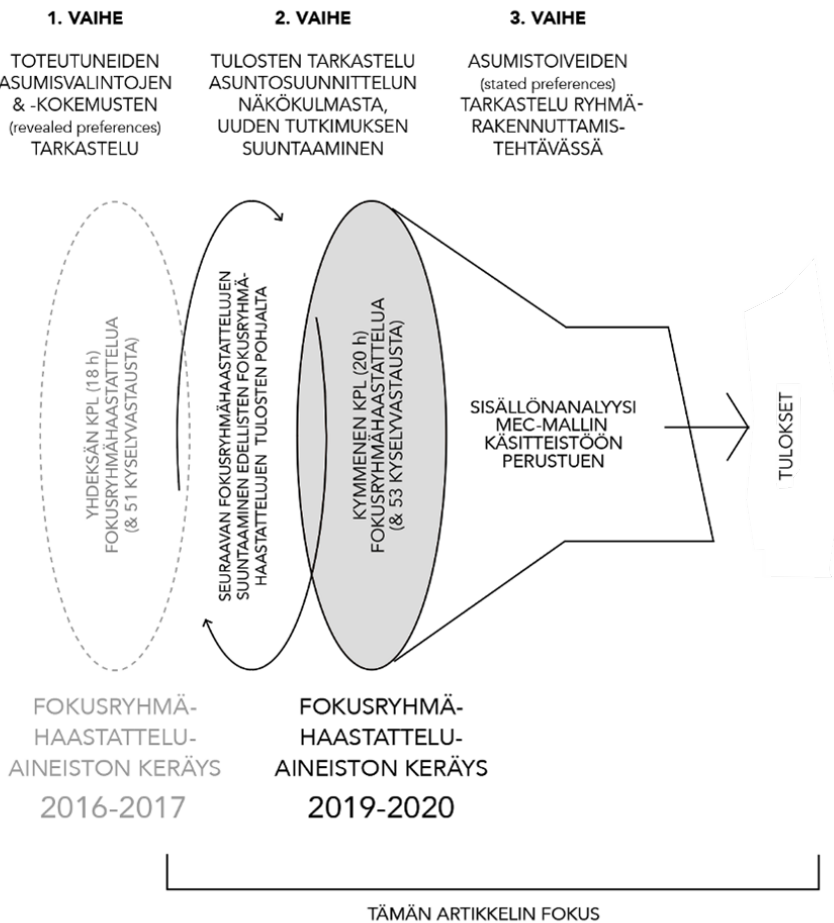 1. VAIHE
TOTEUTUNEIDEN
ASUMISVALINTOJEN
& -KOKEMUSTEN
(revealed preferences)
TARKASTELU
2. VAIHE
TULOSTEN TARKASTELU
ASUNTOSUUNNITTELUN
NÄKÖKULMASTA,
UUDEN TUTKIMUKSEN
SUUNTAAMINEN
3. VAIHE
ASUMISTOIVEIDEN
(stated preferences)
TARKASTELU RYHMÄ-
RAKENNUTTAMIS-
TEHTÄVÄSSÄ
YHDEKSÄN KPL (18 h)
FOKUSRYHMÄHAASTATTELUA
(& 51 KYSELYVASTAUSTA)
SEURAAVAN FOKUSRYHMÄHAASTATTELUJEN
SUUNTAAMINEN EDELLISTEN FOKUSRYHMÄ-
HAASTATTELUJEN TULOSTEN POHJALTA
KYMMENEN KPL (20 h)
FOKUSRYHMÄHAASTATTELUA
(& 53 KYSELYVASTAUSTA)
SISÄLLÖNANALYYSI
MEC-MALLIN
KÄSITTEISTÖÖN
PERUSTUEN
TULOKSET
FOKUSRYHMÄ-
HAASTATTELU-
AINEISTON KERÄYS
2016-2017
FOKUSRYHMÄ-
HAASTATTELU-
AINEISTON KERÄYS
2019-2020
TÄMÄN ARTIKKELIN FOKUS